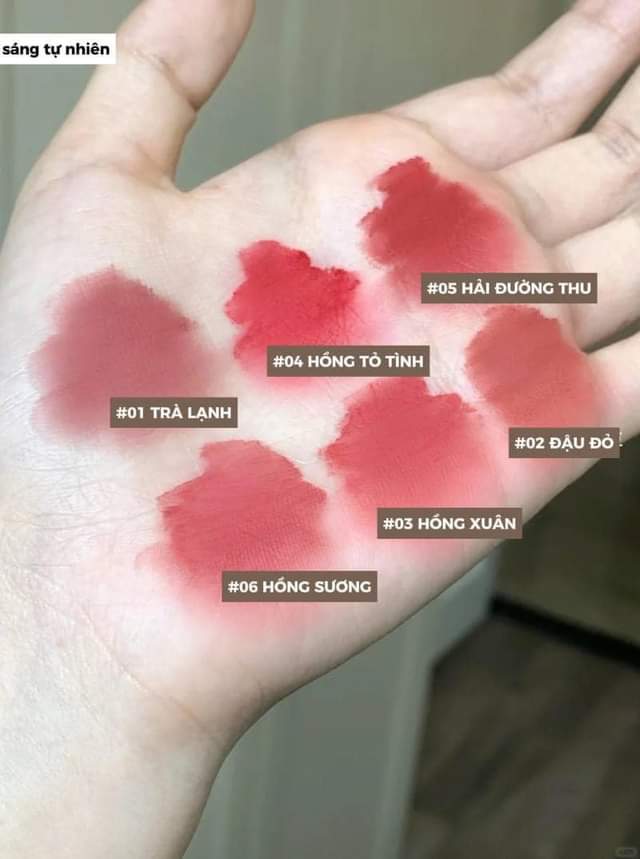 sáng tự nhiên
#05 HẢI ĐƯỜNG THU
#04 HỒNG TỎ TÌNH
#01 TRÀ LẠNH
#02 ĐẬU ĐỎ
#03 HỒNG XUÂN
#06 HỒNG SƯƠNG